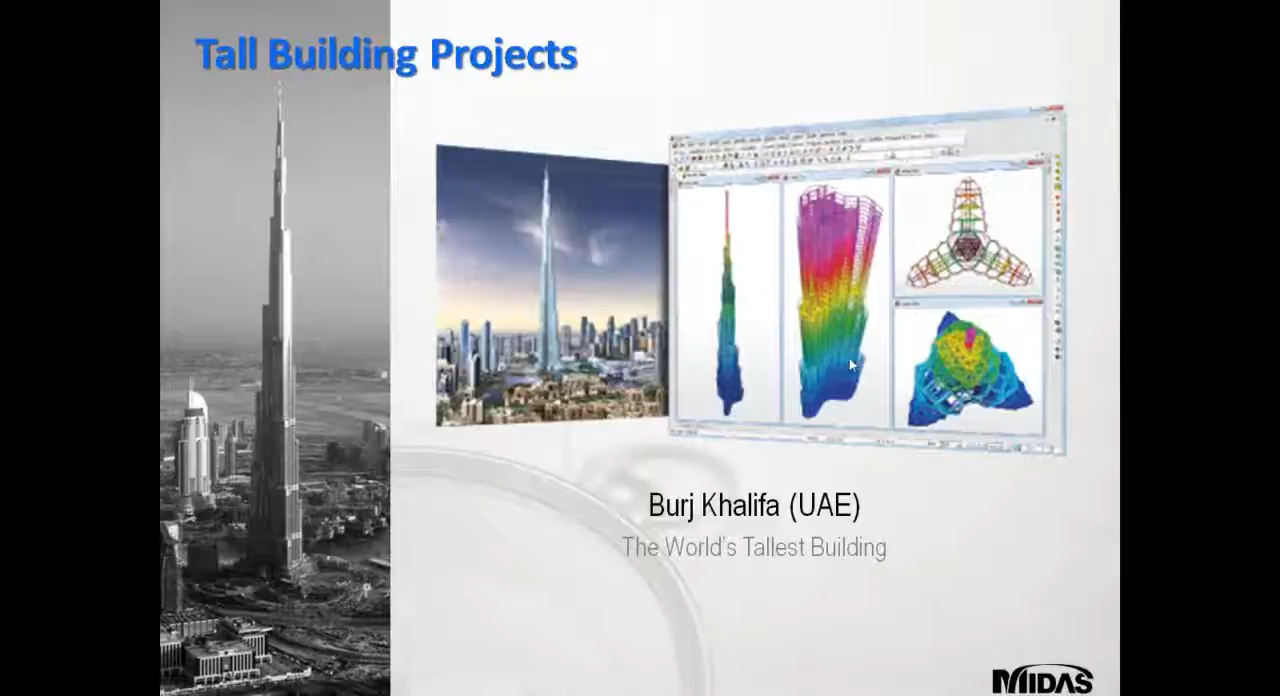 Tall Building Projects
Burj Khalifa (UAE)
The World's Tallest Building
MIDAS